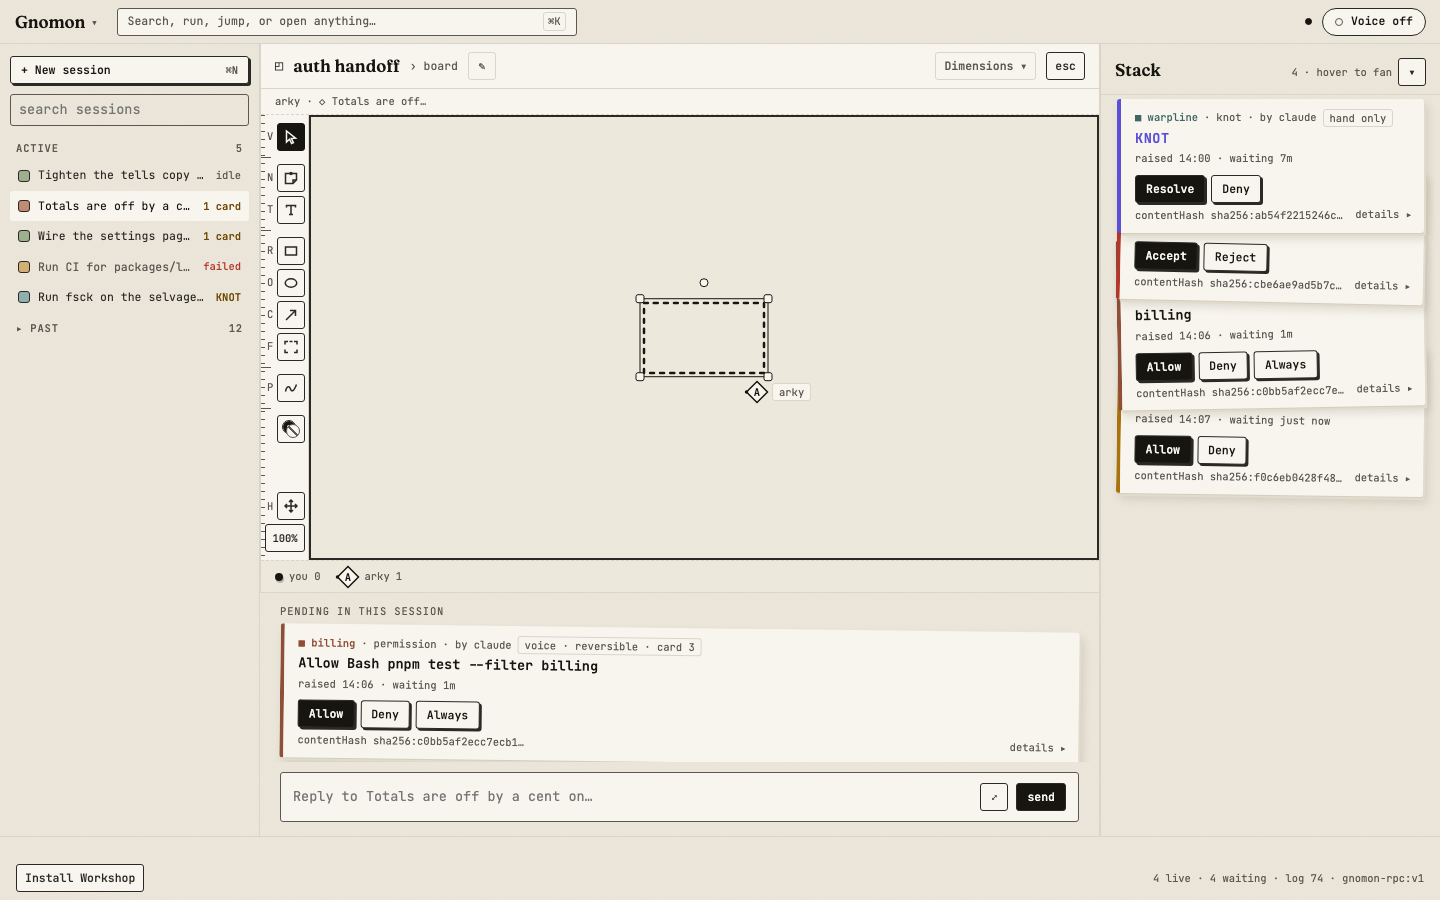 Gnomon ▾
Search, run, jump, or open anything…
⌘K
Voice off
+ New session
⌘N
search sessions
ACTIVE
5
Tighten the tells copy …
idle
Totals are off by a c…
1 card
Wire the settings pag…
1 card
Run CI for packages/l…
failed
Run fsck on the selvage…
KNOT
▸ PAST
12
auth handoff › board
Dimensions ▾
esc
arky · ◇ Totals are off…
V
N
T
R
O
C
F
P
H
100%
A arky
you 0
A arky 1
PENDING IN THIS SESSION
■ billing · permission · by claude
voice · reversible · card 3
Allow Bash pnpm test --filter billing
raised 14:06 · waiting 1m
Allow
Deny
Always
contentHash sha256:c0bb5af2ecc7ecb1…
details ▸
Reply to Totals are off by a cent on…
send
Stack
4 · hover to fan
▾
■ warpline · knot · by claude
hand only
KNOT
raised 14:00 · waiting 7m
Resolve
Deny
contentHash sha256:ab54f2215246c…
details ▸
Accept
Reject
contentHash sha256:cbe6ae9ad5b7c…
details ▸
billing
raised 14:06 · waiting 1m
Allow
Deny
Always
contentHash sha256:c0bb5af2ecc7e…
details ▸
raised 14:07 · waiting just now
Allow
Deny
contentHash sha256:f0c6eb0428f48…
details ▸
Install Workshop
4 live · 4 waiting · log 74 · gnomon-rpc:v1